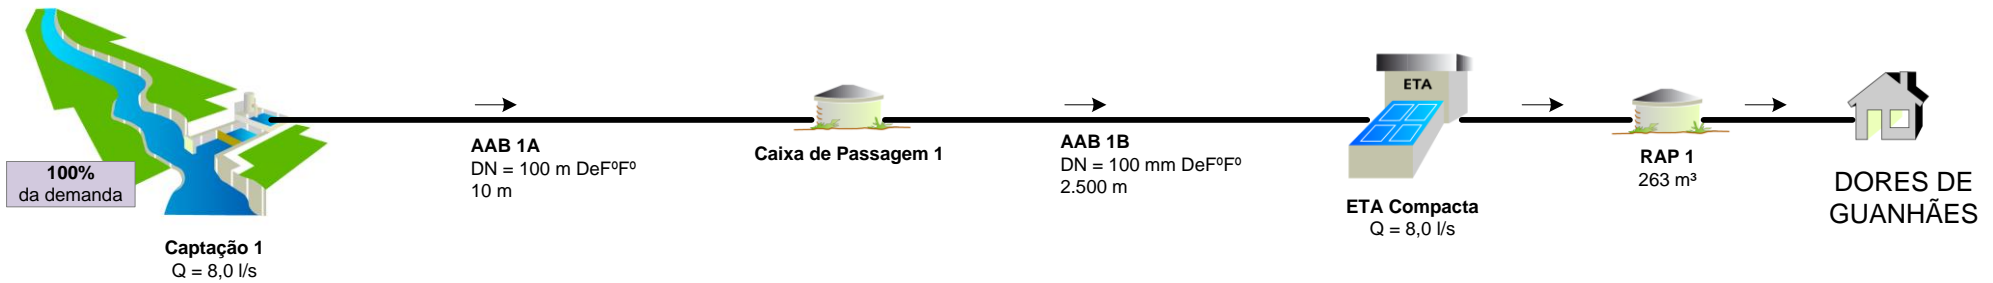 100%
da demanda
Captação 1
Q = 8,0 l/s
AAB 1A
DN = 100 m DeFºFº
10 m
Caixa de Passagem 1
AAB 1B
DN = 100 mm DeFºFº
2.500 m
ETA
ETA Compacta
Q = 8,0 l/s
RAP 1
263 m³
DORES DE
GUANHÃES